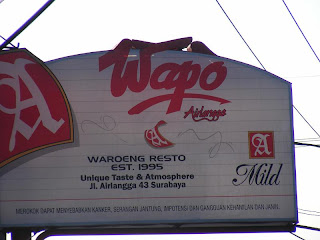 Wapo
Airlangga
A
WAROENG RESTO
EST. 1995
Unique Taste & Atmosphere
Jl. Airlangga 43 Surabaya
A
Mild
MEROKOK DAPAT MENYEBABKAN KANKER, SERANGAN JANTUNG, IMPOTENSI DAN GANGGUAN KEHAMILAN DAN JANIN.